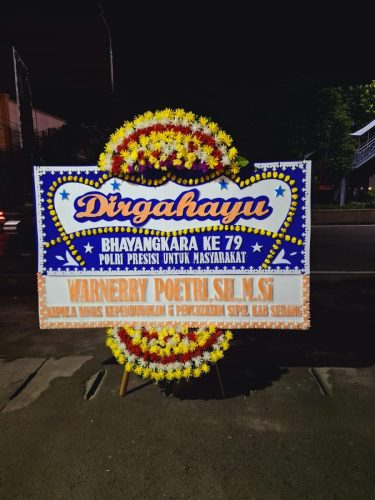 Dirgahayu
BHAYANGKARA KE 79
POLRI PRESISI UNTUK MASYARAKAT
WARNERRY POETRI,SH.,M.Si
KEPALA DINAS KEPENDUDUKAN & PENCATATAN SIPIL KAB SERANG